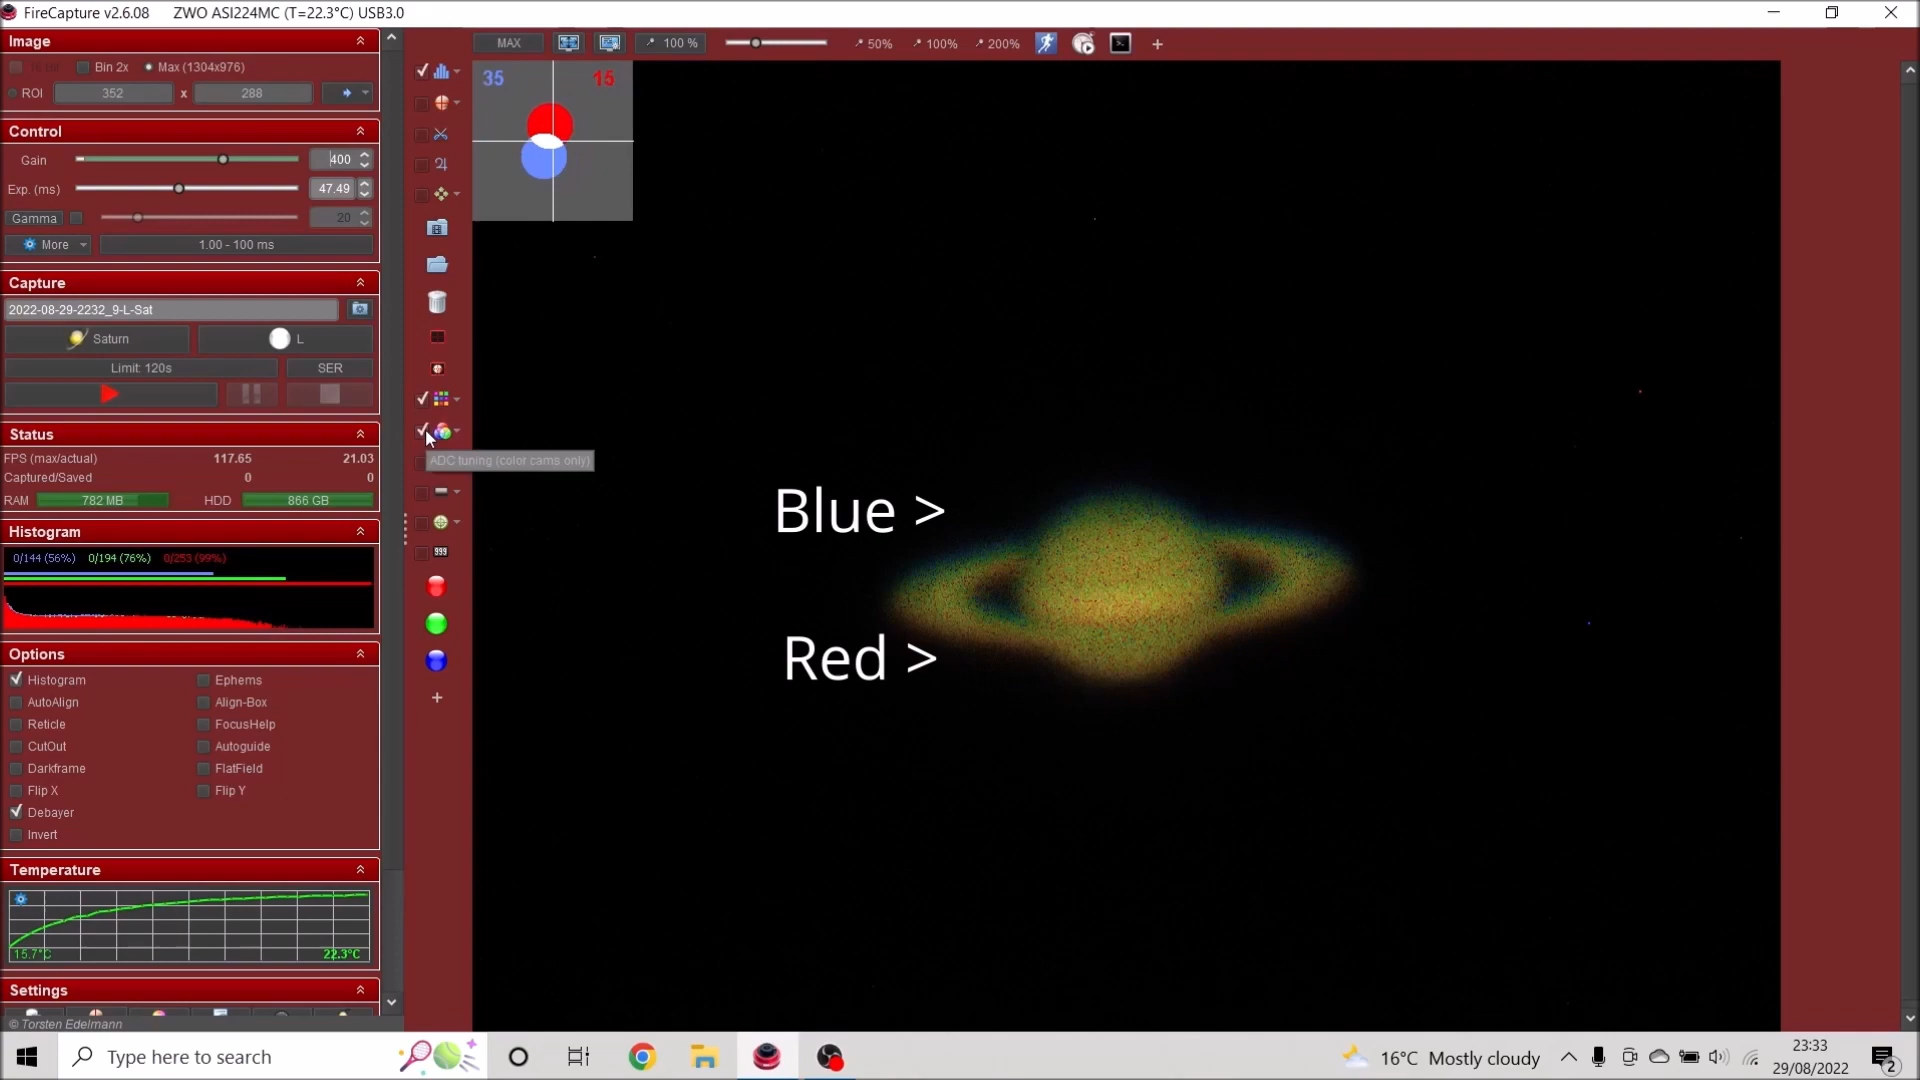 FireCapture v2.6.08 ZWO ASI224MC (T=22.3°C) USB3.0
Image
Bin 2x Max (1304x976)
ROI 352 x 288
Control
Gain 400
Exp. (ms) 47.49
Gamma 20
More 1.00 - 100 ms
Capture
2022-08-29-2232_9-L-Sat
Saturn L
Limit: 120s SER
Status
FPS (max/actual) 117.65 21.03
Captured/Saved 0 0
RAM 782 MB HDD 866 GB
Histogram
0/144 (56%) 0/194 (76%) 0/253 (99%)
Options
Histogram Ephems
AutoAlign Align-Box
Reticle FocusHelp
CutOut Autoguide
Darkframe FlatField
Flip X Flip Y
Debayer
Invert
Temperature
15.7°C 22.3°C
Settings
© Torsten Edelmann
MAX 100 % 50% 100% 200%
35 15
ADC tuning (color cams only)
999
Blue >
Red >
Type here to search
16°C Mostly cloudy
23:33
29/08/2022
2